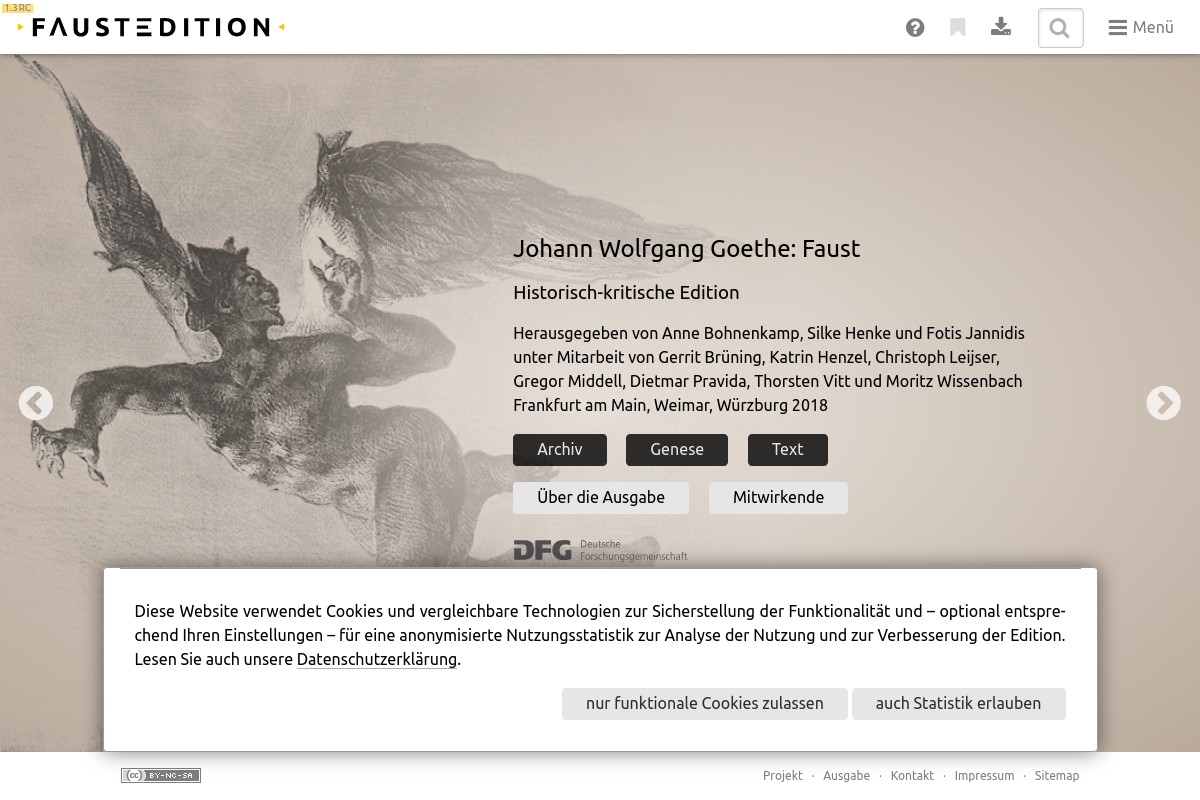 1.3 RC
FAUSTEDITION
Menü
Johann Wolfgang Goethe: Faust
Historisch-kritische Edition
Herausgegeben von Anne Bohnenkamp, Silke Henke und Fotis Jannidis
unter Mitarbeit von Gerrit Brüning, Katrin Henzel, Christoph Leijser,
Gregor Middell, Dietmar Pravida, Thorsten Vitt und Moritz Wissenbach
Frankfurt am Main, Weimar, Würzburg 2018
Archiv Genese Text
Über die Ausgabe Mitwirkende
DFG Deutsche
Forschungsgemeinschaft
Diese Website verwendet Cookies und vergleichbare Technologien zur Sicherstellung der Funktionalität und – optional entspre-
chend Ihren Einstellungen – für eine anonymisierte Nutzungsstatistik zur Analyse der Nutzung und zur Verbesserung der Edition.
Lesen Sie auch unsere Datenschutzerklärung.
nur funktionale Cookies zulassen auch Statistik erlauben
(cc) BY-NC-SA
Projekt · Ausgabe · Kontakt · Impressum · Sitemap